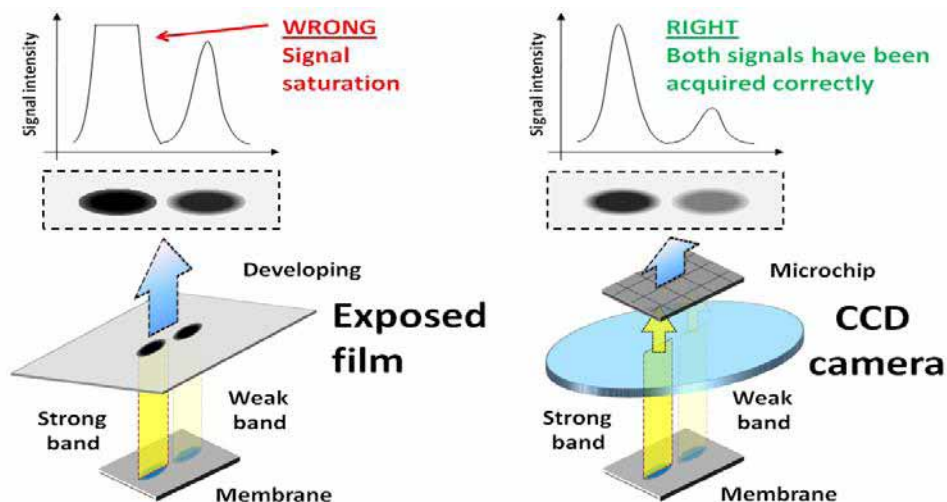 Signal intensity
WRONG
Signal
saturation
Developing
Exposed
film
Strong
band
Weak
band
Membrane
Signal intensity
RIGHT
Both signals have been
acquired correctly
Microchip
CCD
camera
Strong
band
Weak
band
Membrane